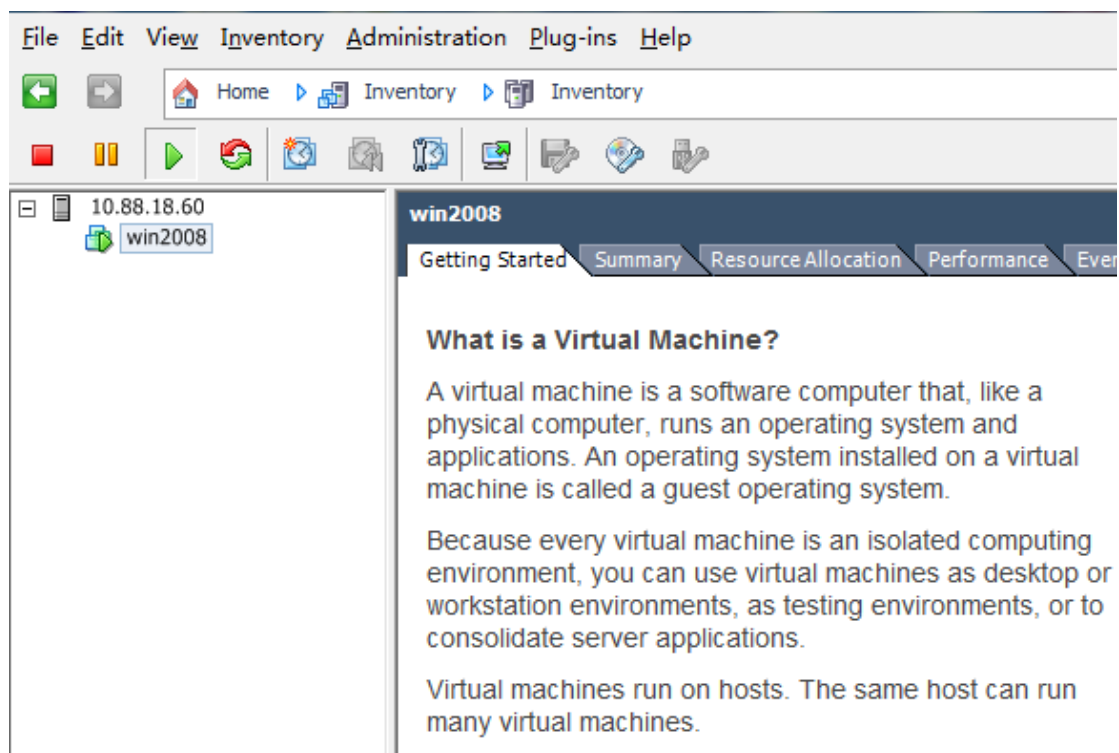 File Edit View Inventory Administration Plug-ins Help
Home Inventory Inventory
10.88.18.60
win2008
win2008
Getting Started Summary Resource Allocation Performance
What is a Virtual Machine?
A virtual machine is a software computer that, like a
physical computer, runs an operating system and
applications. An operating system installed on a virtual
machine is called a guest operating system.
Because every virtual machine is an isolated computing
environment, you can use virtual machines as desktop or
workstation environments, as testing environments, or to
consolidate server applications.
Virtual machines run on hosts. The same host can run
many virtual machines.